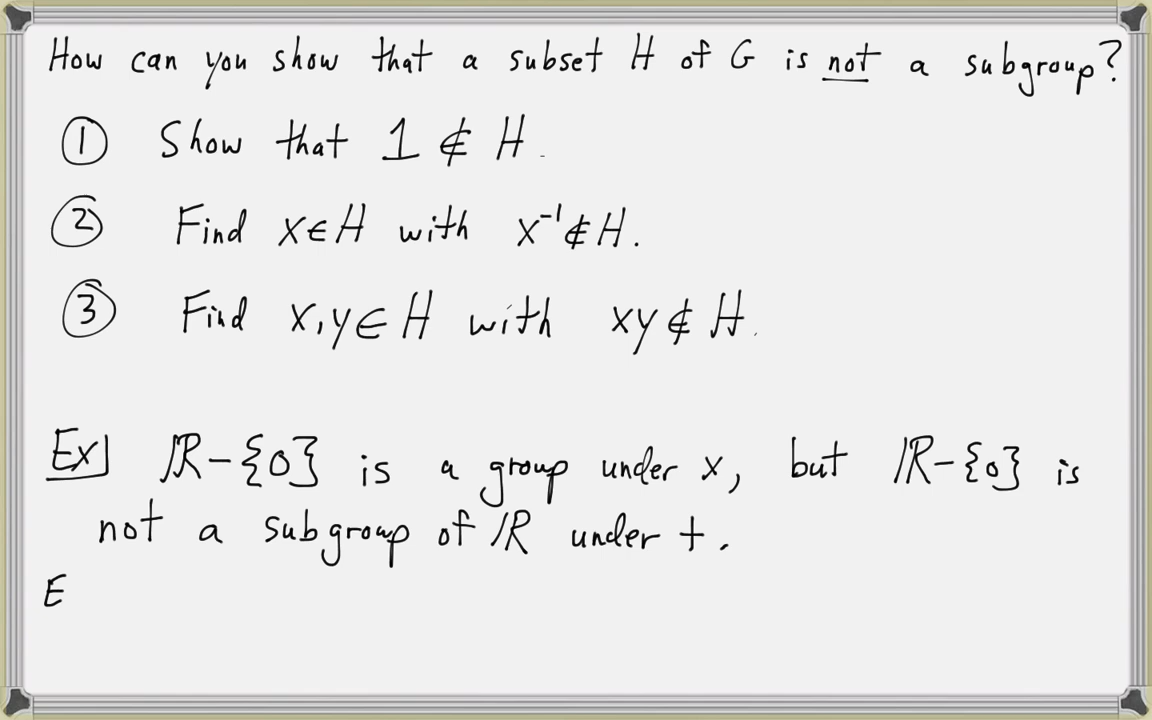 How can you show that a subset H of G is not a subgroup?
① Show that 1 ∉ H.
② Find x∈H with x⁻¹∉H.
③ Find x,y∈H with xy∉H.
Ex] ℝ-{0} is a group under x, but ℝ-{0} is
not a subgroup of ℝ under +.
E